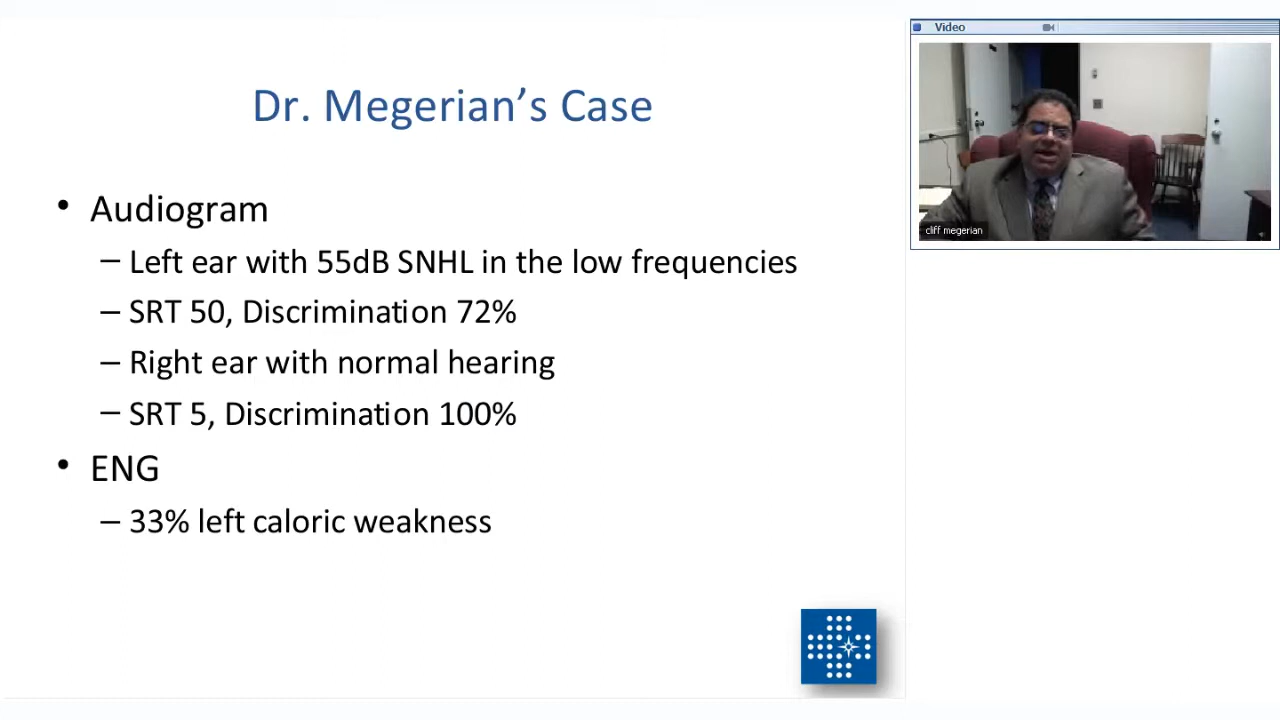 Dr. Megerian’s Case
• Audiogram
– Left ear with 55dB SNHL in the low frequencies
– SRT 50, Discrimination 72%
– Right ear with normal hearing
– SRT 5, Discrimination 100%
• ENG
– 33% left caloric weakness
Video
cliff megerian